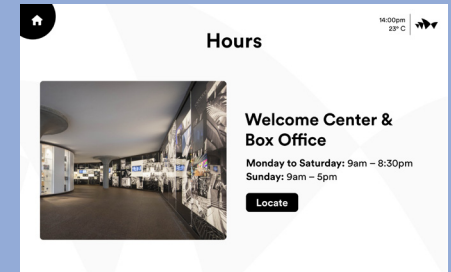 14:00pm
23° C
Hours
Welcome Center &
Box Office
Monday to Saturday: 9am – 8:30pm
Sunday: 9am – 5pm
Locate